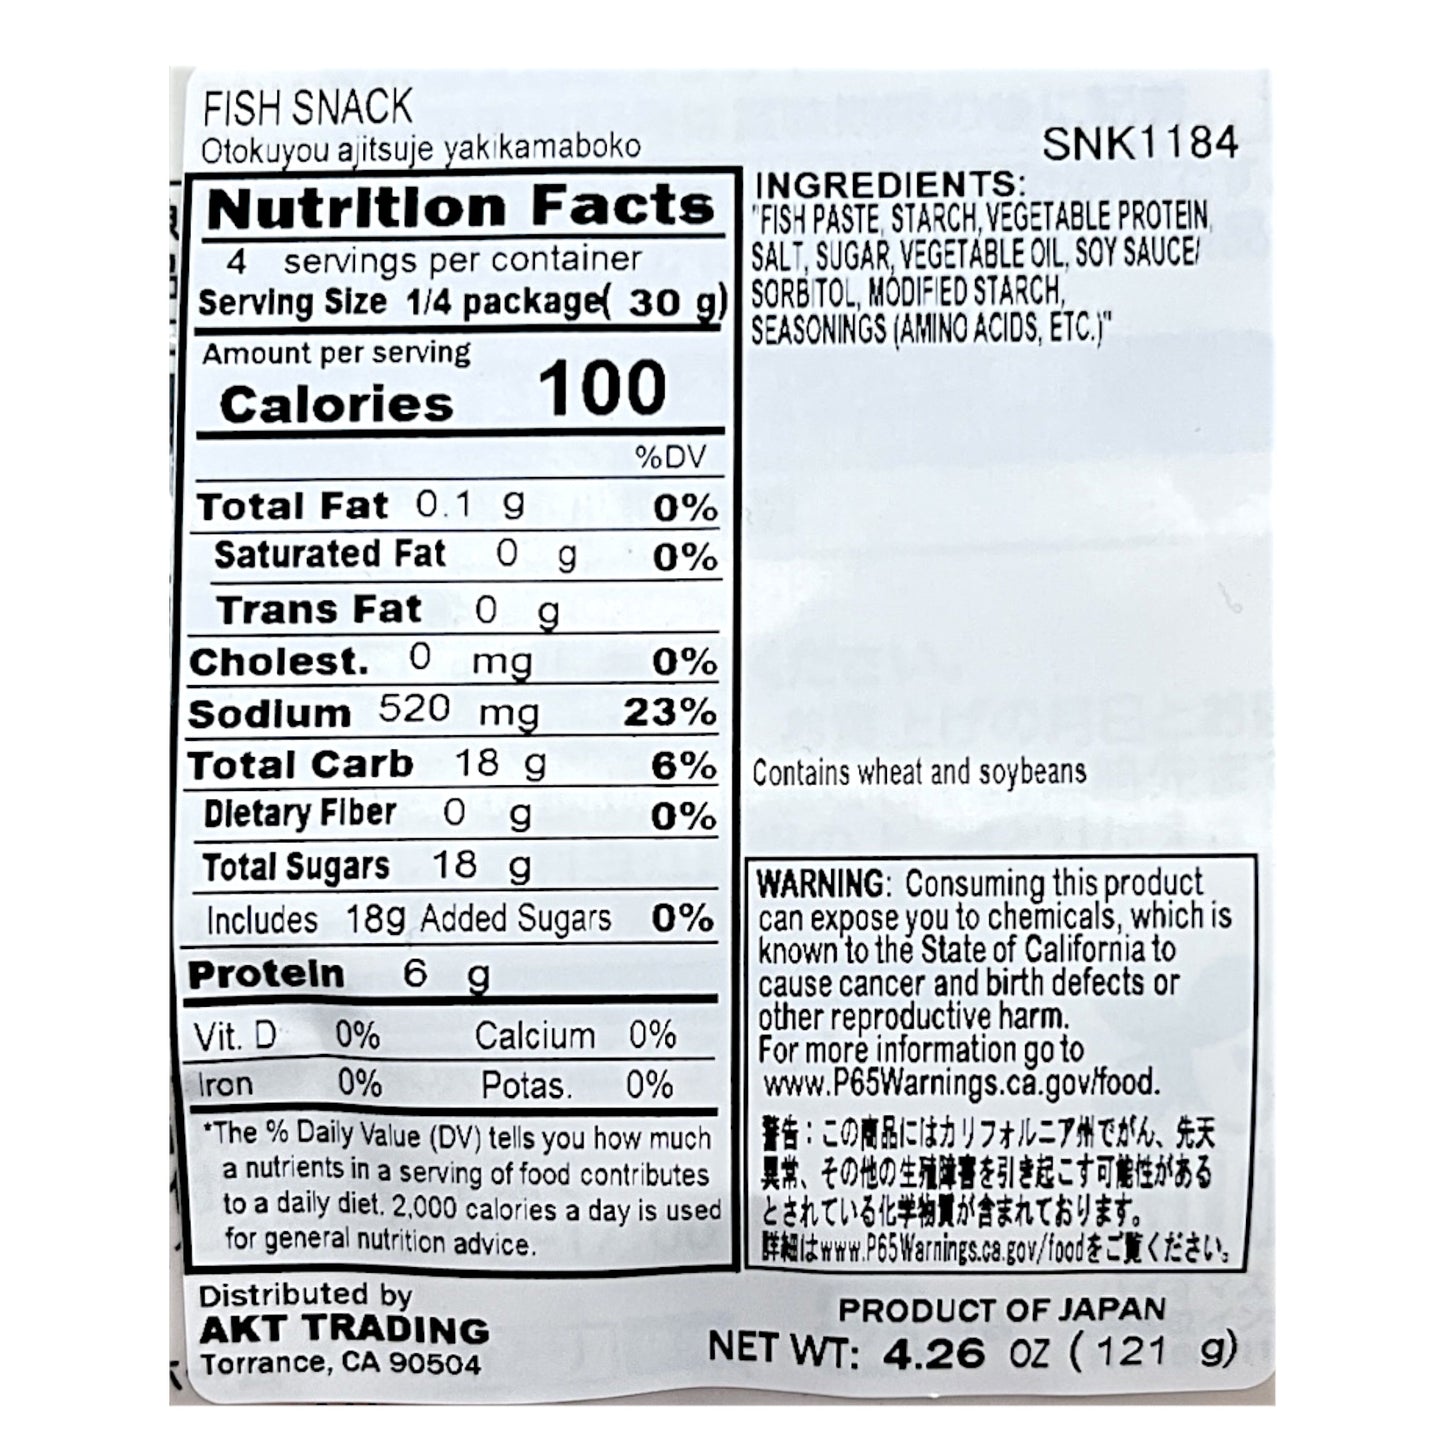 FISH SNACK
Otokuyou ajitsuje yakikamaboko
SNK1184
Nutrition Facts
4 servings per container
Serving Size 1/4 package( 30 g)
Amount per serving
Calories 100
%DV
Total Fat 0.1 g 0%
Saturated Fat 0 g 0%
Trans Fat 0 g
Cholest. 0 mg 0%
Sodium 520 mg 23%
Total Carb 18 g 6%
Dietary Fiber 0 g 0%
Total Sugars 18 g
Includes 18g Added Sugars 0%
Protein 6 g
Vit. D 0% Calcium 0%
Iron 0% Potas. 0%
*The % Daily Value (DV) tells you how much
a nutrients in a serving of food contributes
to a daily diet. 2,000 calories a day is used
for general nutrition advice.
INGREDIENTS:
"FISH PASTE, STARCH, VEGETABLE PROTEIN,
SALT, SUGAR, VEGETABLE OIL, SOY SAUCE/
SORBITOL, MODIFIED STARCH,
SEASONINGS (AMINO ACIDS, ETC.)"
Contains wheat and soybeans
WARNING: Consuming this product
can expose you to chemicals, which is
known to the State of California to
cause cancer and birth defects or
other reproductive harm.
For more information go to
www.P65Warnings.ca.gov/food.
警告：この商品にはカリフォルニア州でがん、先天
異常、その他の生殖障害を引き起こす可能性がある
とされている化学物質が含まれております。
詳細はwww.P65Warnings.ca.gov/foodをご覧ください。
Distributed by
AKT TRADING
Torrance, CA 90504
PRODUCT OF JAPAN
NET WT: 4.26 OZ ( 121 g)